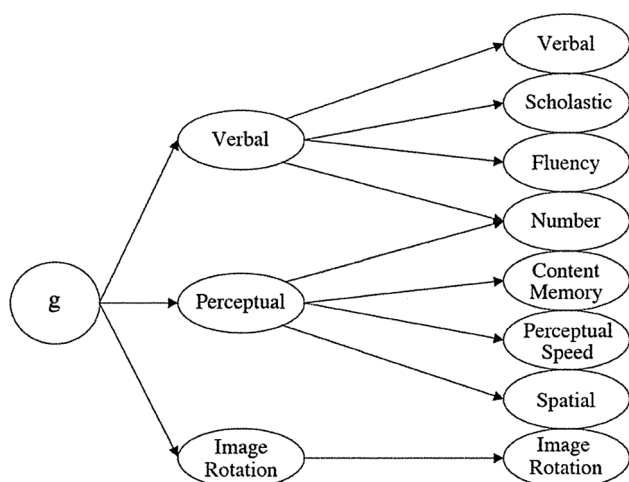 Verbal
Scholastic
Verbal
Fluency
Number
g
Perceptual
Content
Memory
Perceptual
Speed
Spatial
Image
Rotation
Image
Rotation